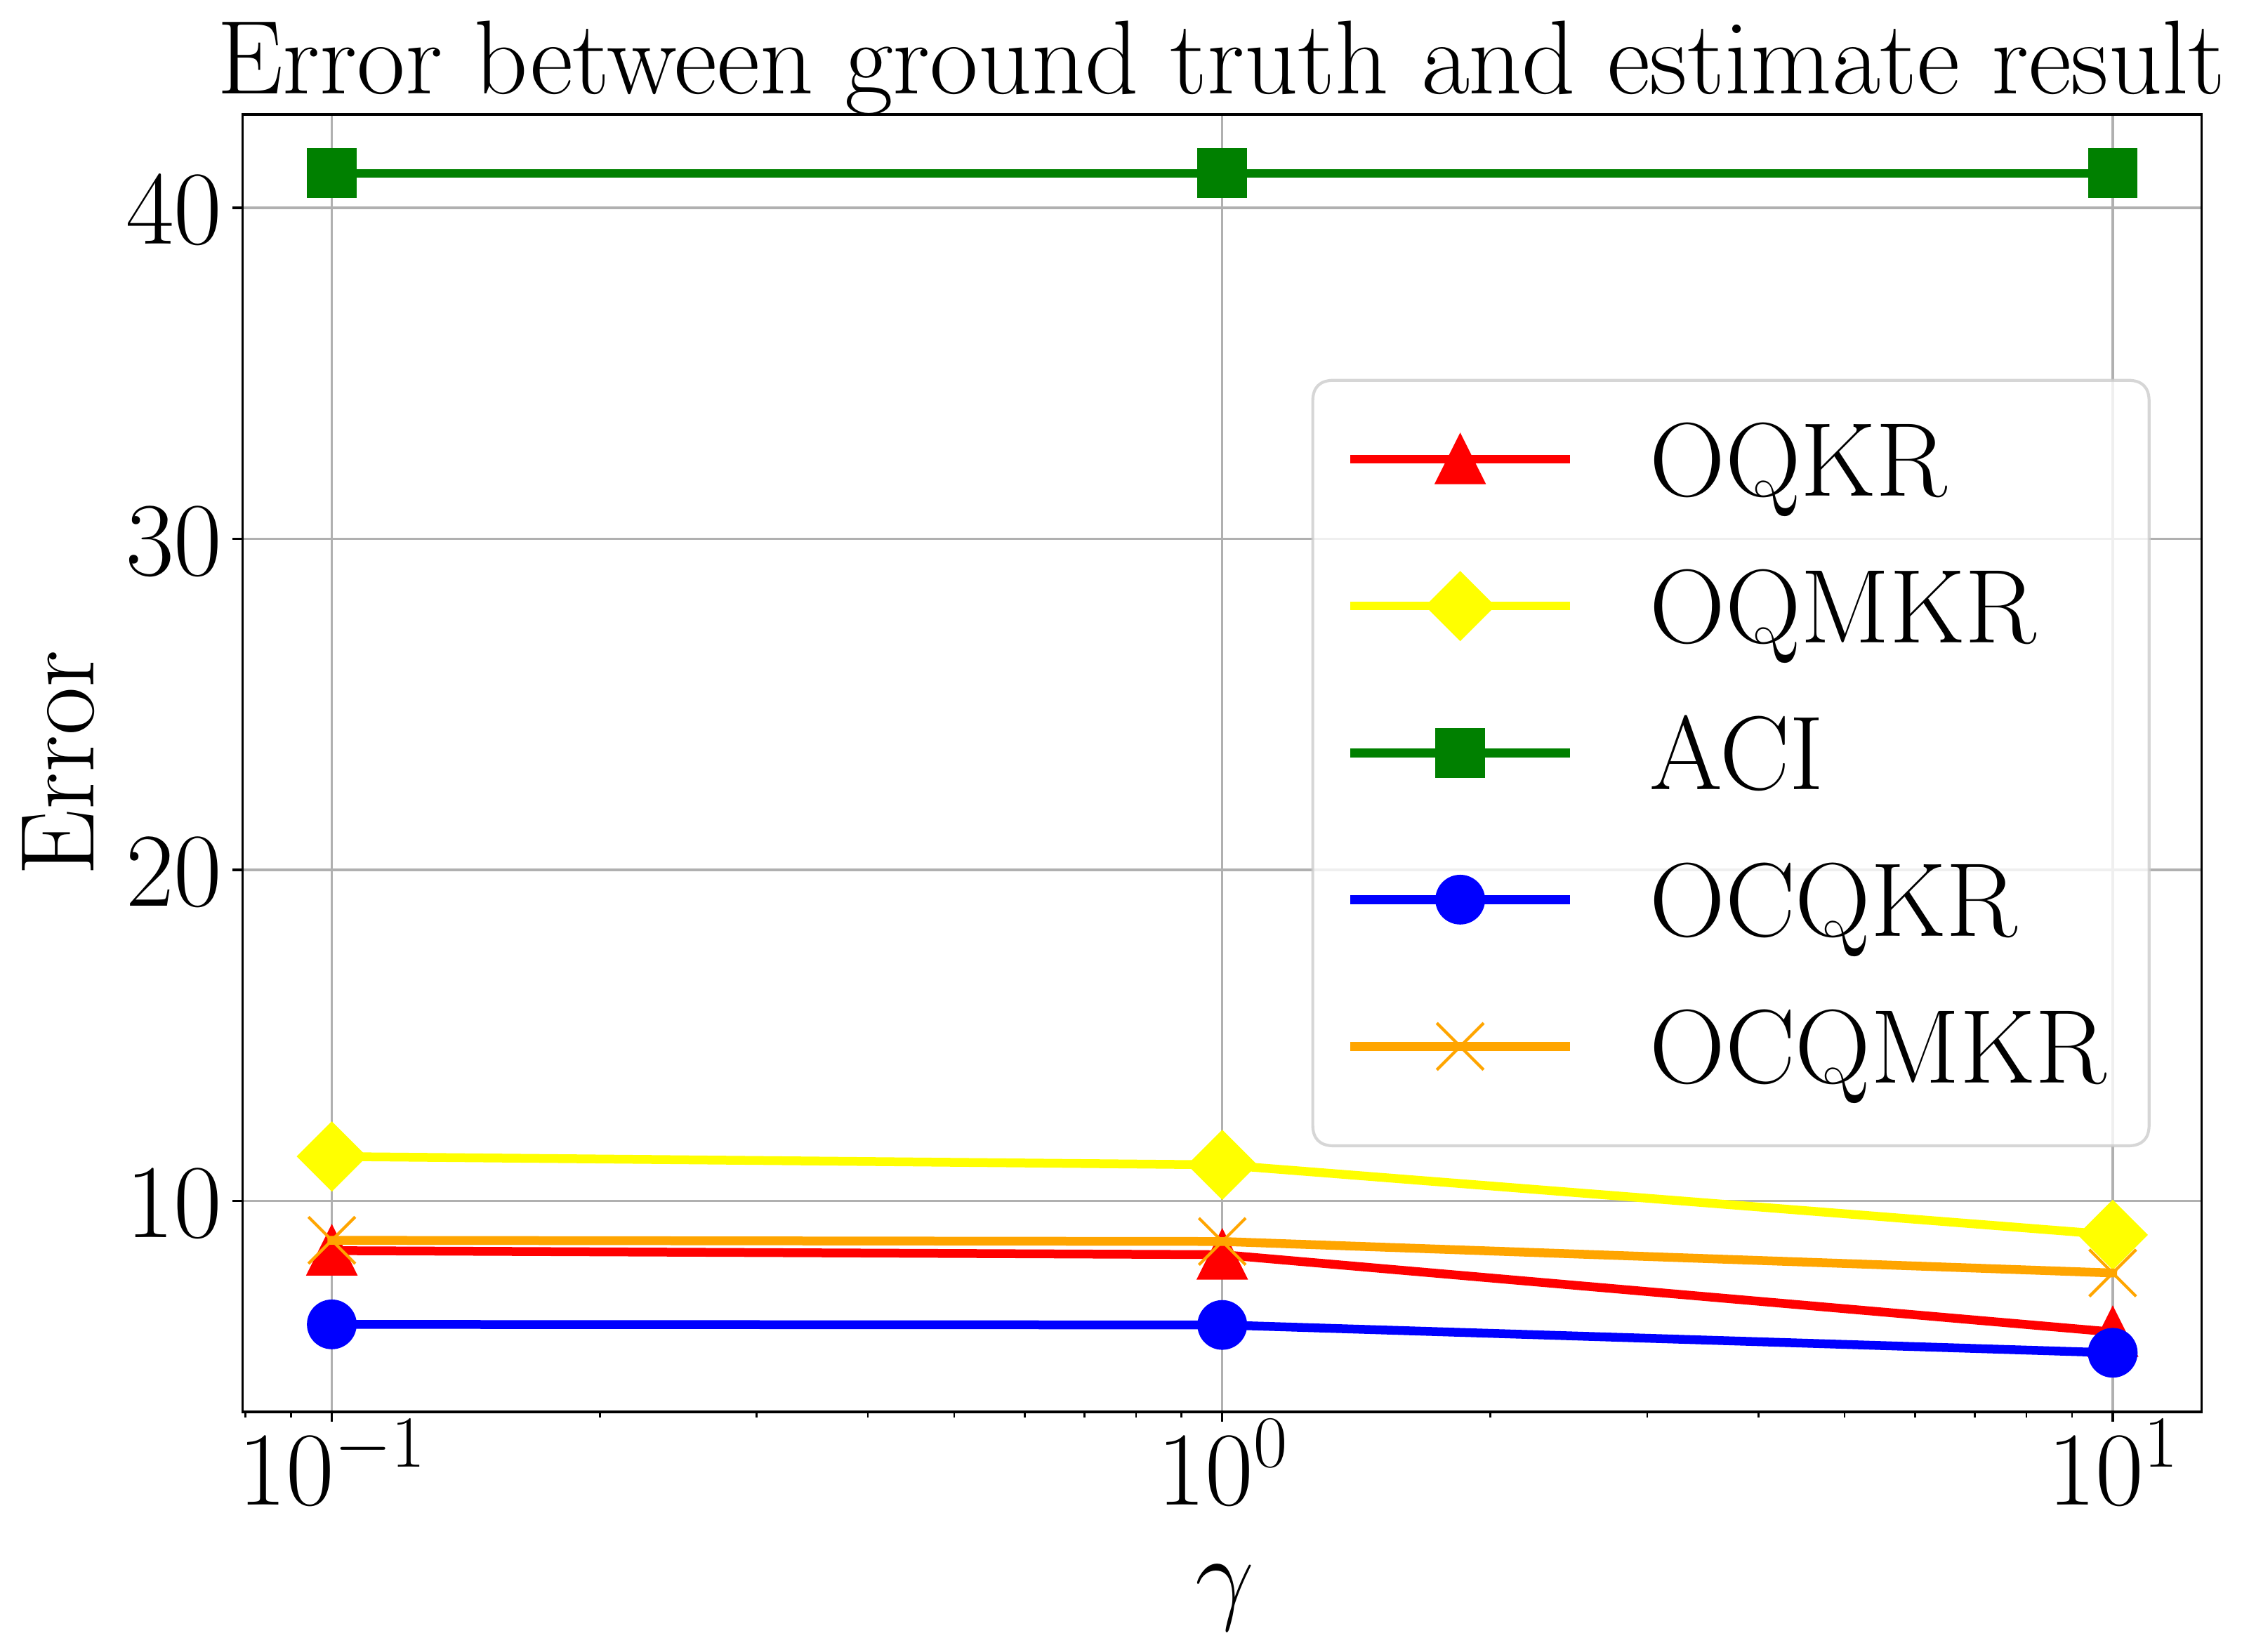 Error between ground truth and estimate result
Error
40
30
20
10
OQKR
OQMKR
ACI
OCQKR
OCQMKR
10⁻¹
10⁰
10¹
γ